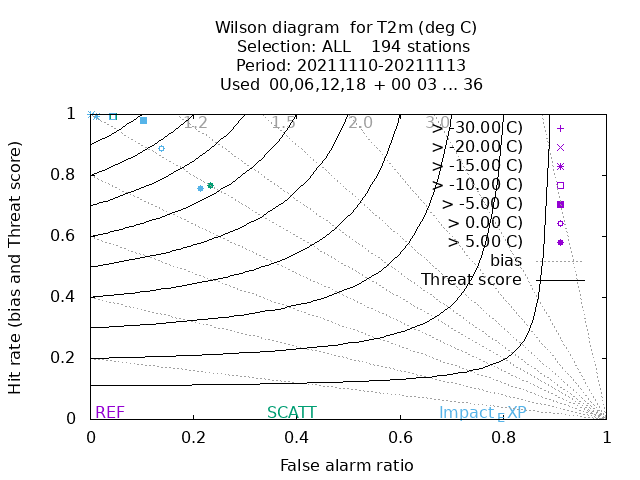 Wilson diagram  for T2m (deg C)
Selection: ALL    194 stations
Period: 20211110-20211113
Used  00,06,12,18 + 00 03 ... 36
Hit rate (bias and Threat score)
1
0.8
0.6
0.4
0.2
0
1.2
1.5
2.0
3.0
> -30.00 C)
> -20.00 C)
> -15.00 C)
> -10.00 C)
> -5.00 C)
> 0.00 C)
> 5.00 C)
bias
Threat score
REF
SCATT
Impact_EXP
0
0.2
0.4
0.6
0.8
1
False alarm ratio